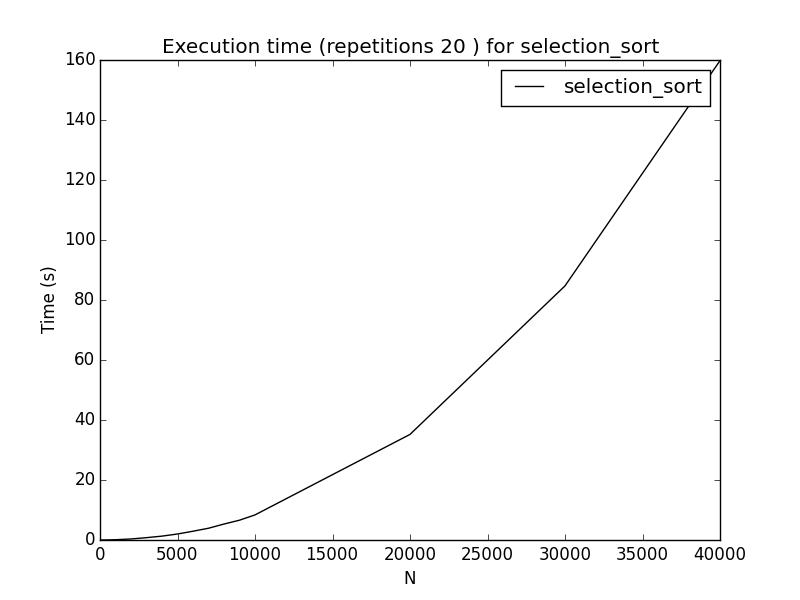 Execution time (repetitions 20 ) for selection_sort
selection_sort
160
140
120
100
80
60
40
20
0
Time (s)
0 5000 10000 15000 20000 25000 30000 35000 40000
N